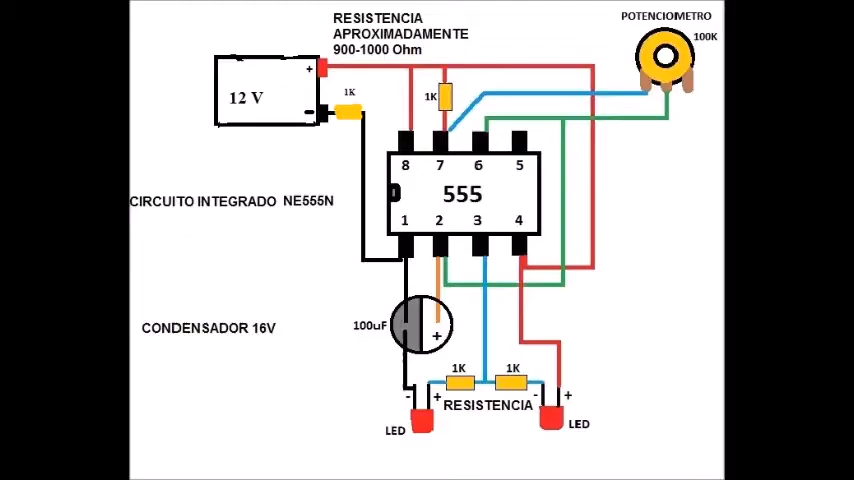 RESISTENCIA
APROXIMADAMENTE
900-1000 Ohm
POTENCIOMETRO
100K
+
12 V
-
1K
1K
8 7 6 5
555
CIRCUITO INTEGRADO NE555N
1 2 3 4
100uF
+
CONDENSADOR 16V
1K
1K
- +
RESISTENCIA
- +
LED
LED